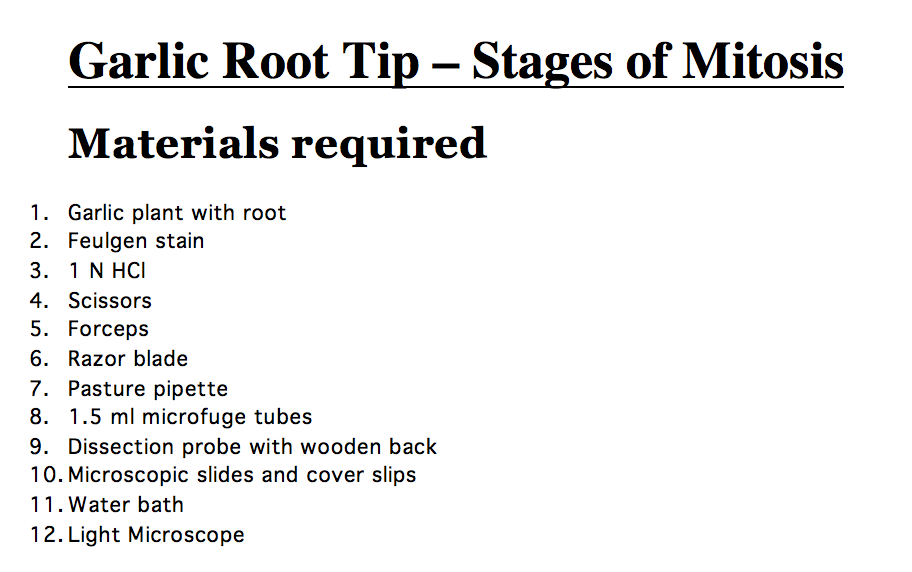 Garlic Root Tip – Stages of Mitosis
Materials required
1. Garlic plant with root
2. Feulgen stain
3. 1 N HCl
4. Scissors
5. Forceps
6. Razor blade
7. Pasture pipette
8. 1.5 ml microfuge tubes
9. Dissection probe with wooden back
10. Microscopic slides and cover slips
11. Water bath
12. Light Microscope